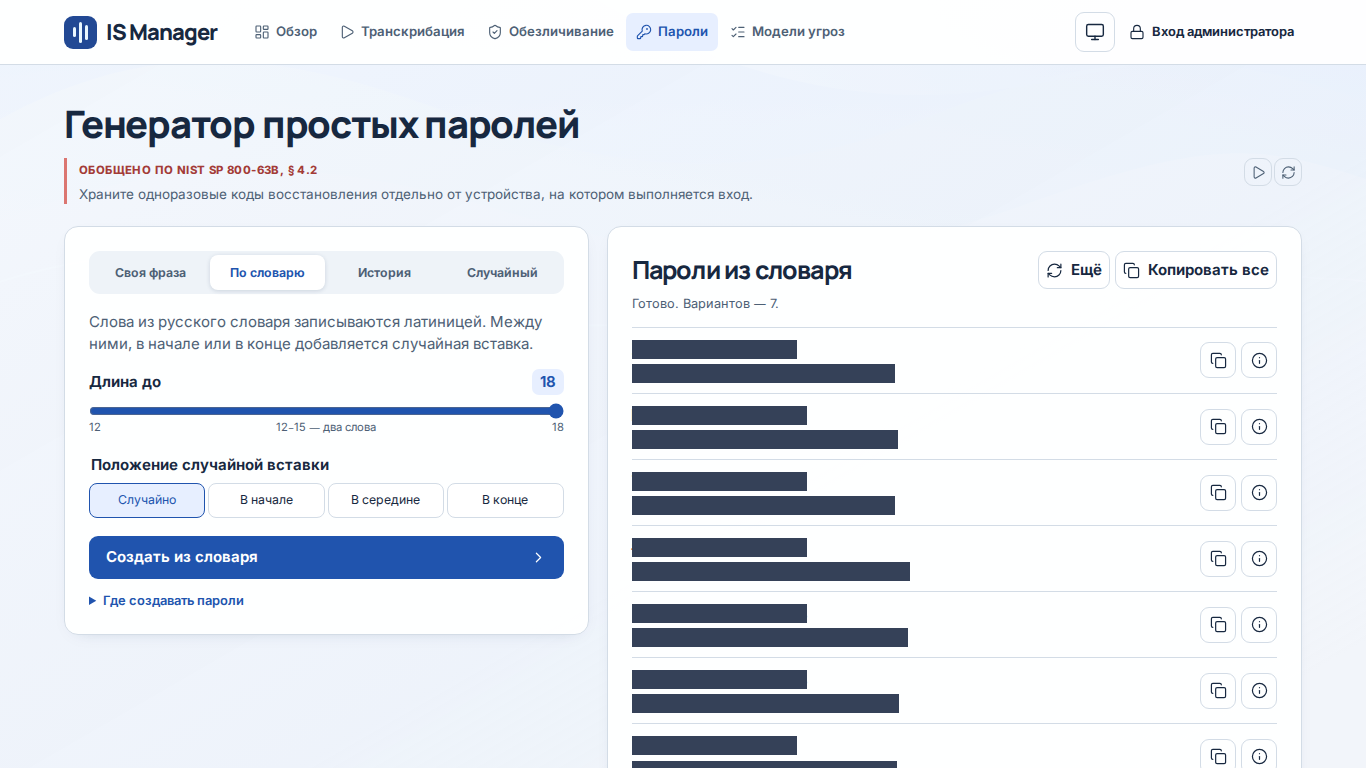 IS Manager
Обзор
Транскрибация
Обезличивание
Пароли
Модели угроз
Вход администратора
Генератор простых паролей
ОБОБЩЕНО ПО NIST SP 800-63B, § 4.2
Храните одноразовые коды восстановления отдельно от устройства, на котором выполняется вход.
Своя фраза
По словарю
История
Случайный
Слова из русского словаря записываются латиницей. Между
ними, в начале или в конце добавляется случайная вставка.
Длина до
18
12
12–15 — два слова
18
Положение случайной вставки
Случайно
В начале
В середине
В конце
Создать из словаря
Где создавать пароли
Пароли из словаря
Ещё
Копировать все
Готово. Вариантов — 7.